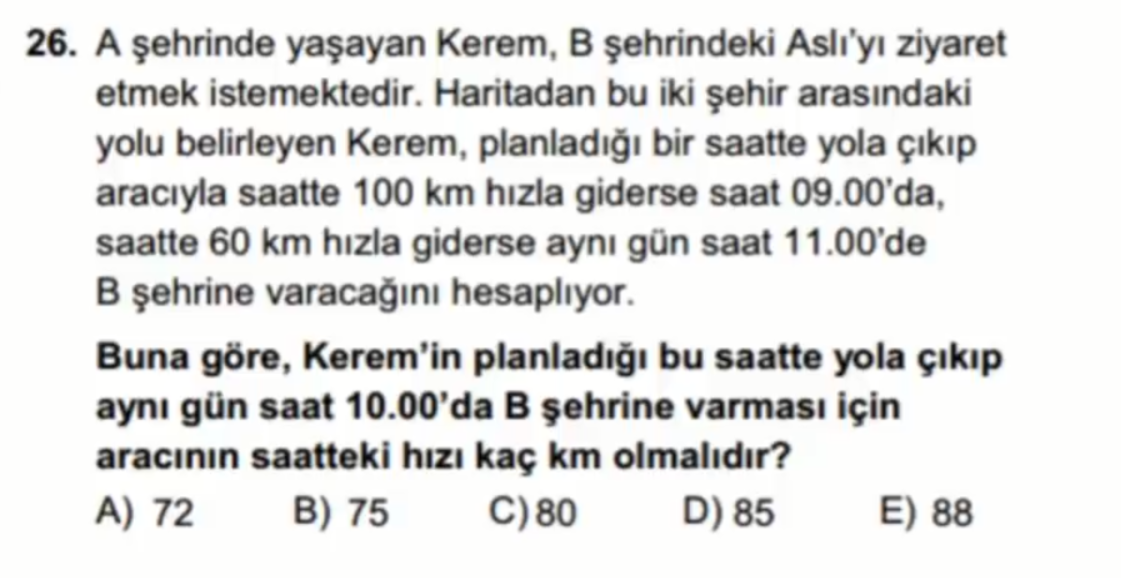 26. A şehrinde yaşayan Kerem, B şehrindeki Aslı'yı ziyaret
etmek istemektedir. Haritadan bu iki şehir arasındaki
yolu belirleyen Kerem, planladığı bir saatte yola çıkıp
aracıyla saatte 100 km hızla giderse saat 09.00'da,
saatte 60 km hızla giderse aynı gün saat 11.00'de
B şehrine varacağını hesaplıyor.
Buna göre, Kerem'in planladığı bu saatte yola çıkıp
aynı gün saat 10.00'da B şehrine varması için
aracının saatteki hızı kaç km olmalıdır?
A) 72 B) 75 C) 80 D) 85 E) 88